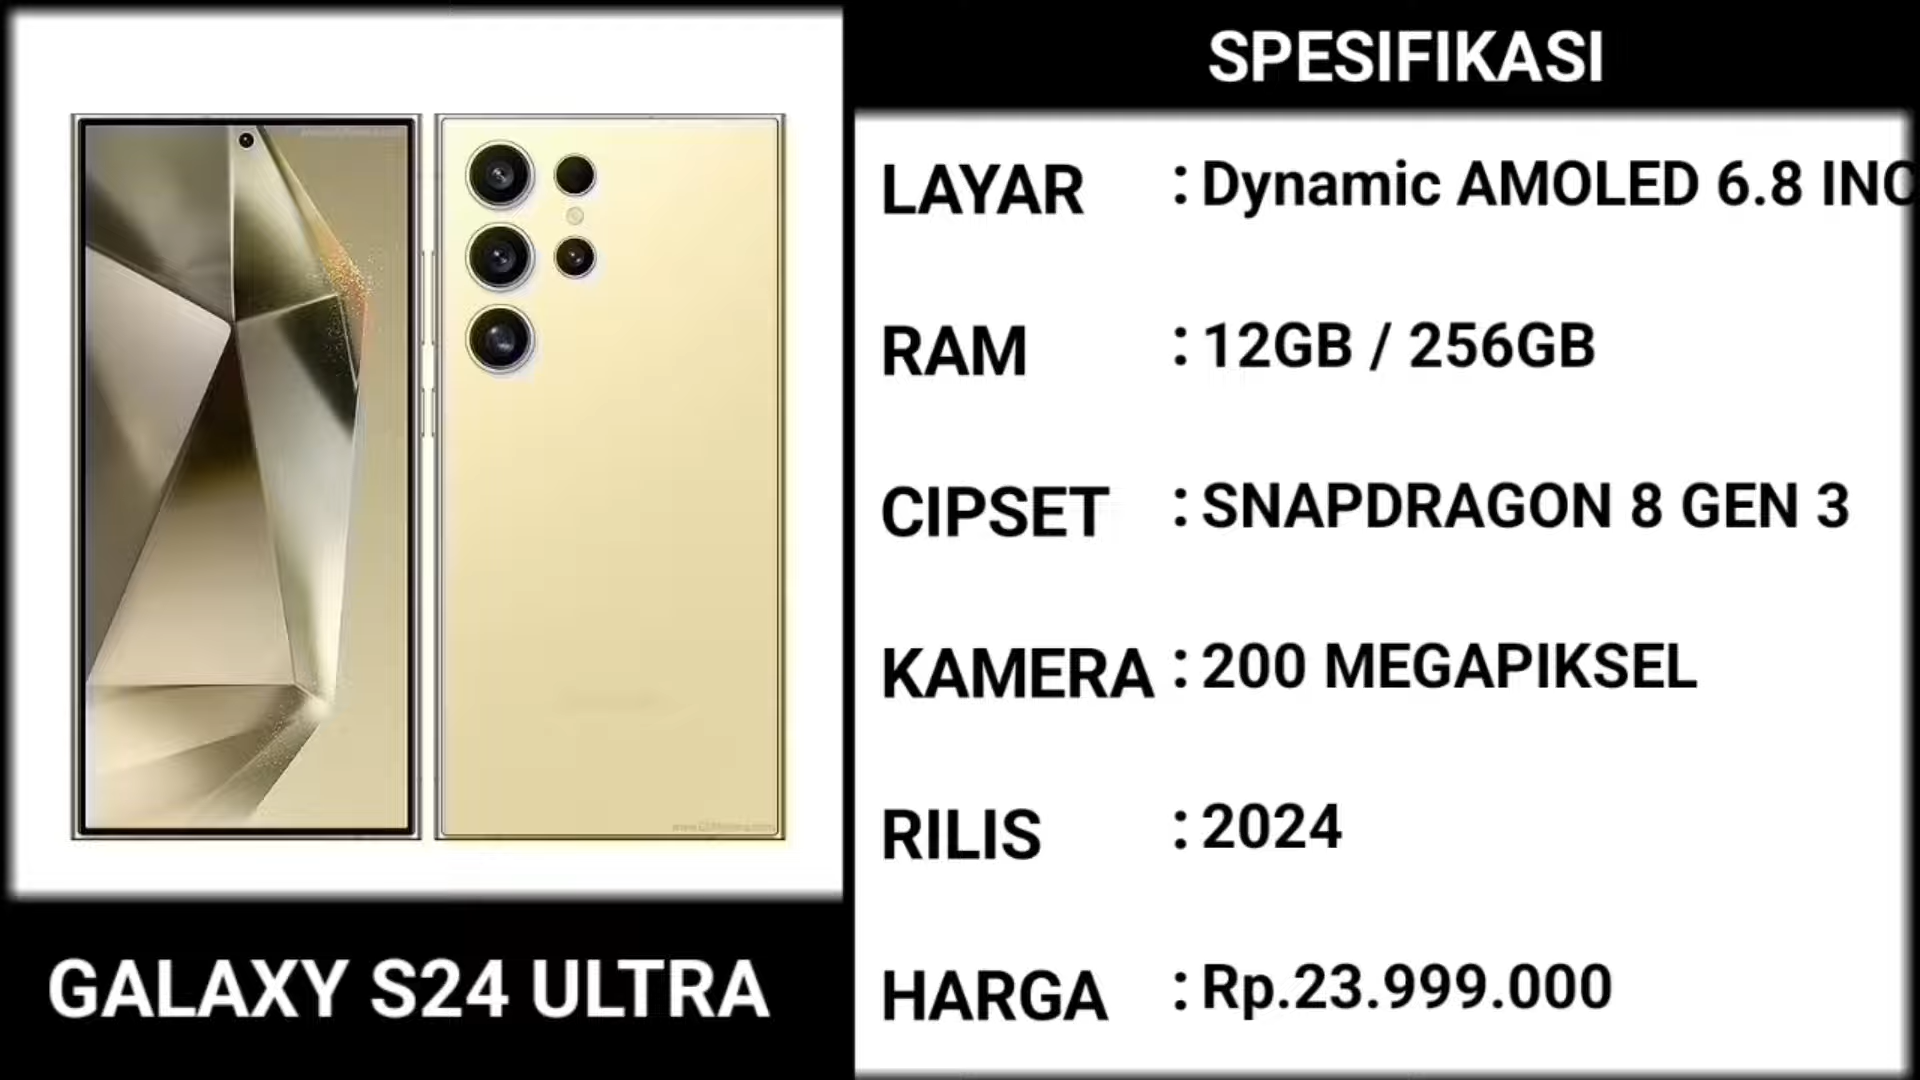 SPESIFIKASI
LAYAR : Dynamic AMOLED 6.8 INC
RAM : 12GB / 256GB
CIPSET : SNAPDRAGON 8 GEN 3
KAMERA : 200 MEGAPIKSEL
RILIS : 2024
HARGA : Rp.23.999.000
GALAXY S24 ULTRA